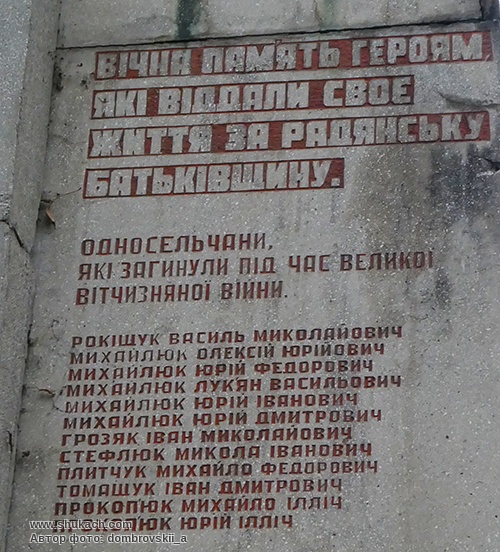 ВІЧНА ПАМЯТЬ ГЕРОЯМ,
ЯКІ ВІДДАЛИ СВОЄ
ЖИТТЯ ЗА РАДЯНСЬКУ
БАТЬКІВЩИНУ.
ОДНОСЕЛЬЧАНИ,
ЯКІ ЗАГИНУЛИ ПІД ЧАС ВЕЛИКОЇ
ВІТЧИЗНЯНОЇ ВІЙНИ.
РОКІЩУК ВАСИЛЬ МИКОЛАЙОВИЧ
МИХАЙЛЮК ОЛЕКСІЙ ЮРІЙОВИЧ
МИХАЙЛЮК ЮРІЙ ФЕДОРОВИЧ
МИХАЙЛЮК ЛУКЯН ВАСИЛЬОВИЧ
МИХАЙЛЮК ЮРІЙ ІВАНОВИЧ
МИХАЙЛЮК ЮРІЙ ДМИТРОВИЧ
ГРОЗЯК ІВАН МИКОЛАЙОВИЧ
СТЕФЛЮК МИКОЛА ІВАНОВИЧ
ПЛИТЧУК МИХАЙЛО ФЕДОРОВИЧ
ТОМАЩУК ІВАН ДМИТРОВИЧ
ПРОКОП'ЮК МИХАЙЛО ІЛЛІЧ
ЮРІЙ ІЛЛІЧ
www.shukach.com
Автор фото: dombrovskii_a